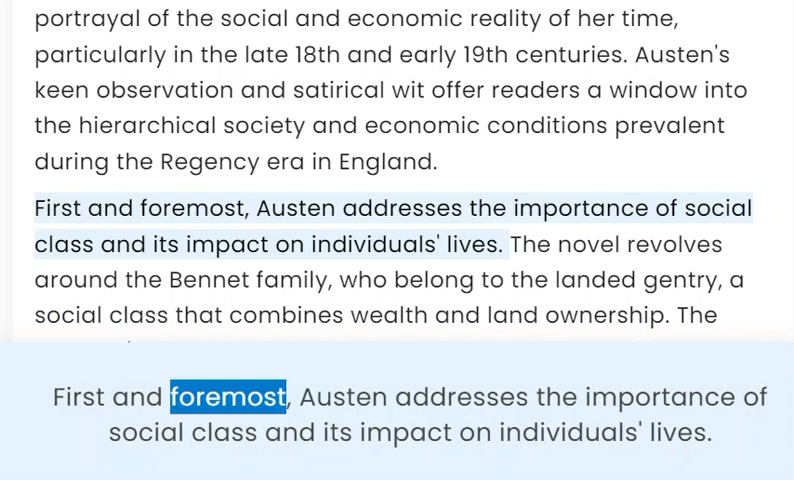 portrayal of the social and economic reality of her time,
particularly in the late 18th and early 19th centuries. Austen's
keen observation and satirical wit offer readers a window into
the hierarchical society and economic conditions prevalent
during the Regency era in England.
First and foremost, Austen addresses the importance of social
class and its impact on individuals' lives. The novel revolves
around the Bennet family, who belong to the landed gentry, a
social class that combines wealth and land ownership. The
First and foremost, Austen addresses the importance of
social class and its impact on individuals' lives.